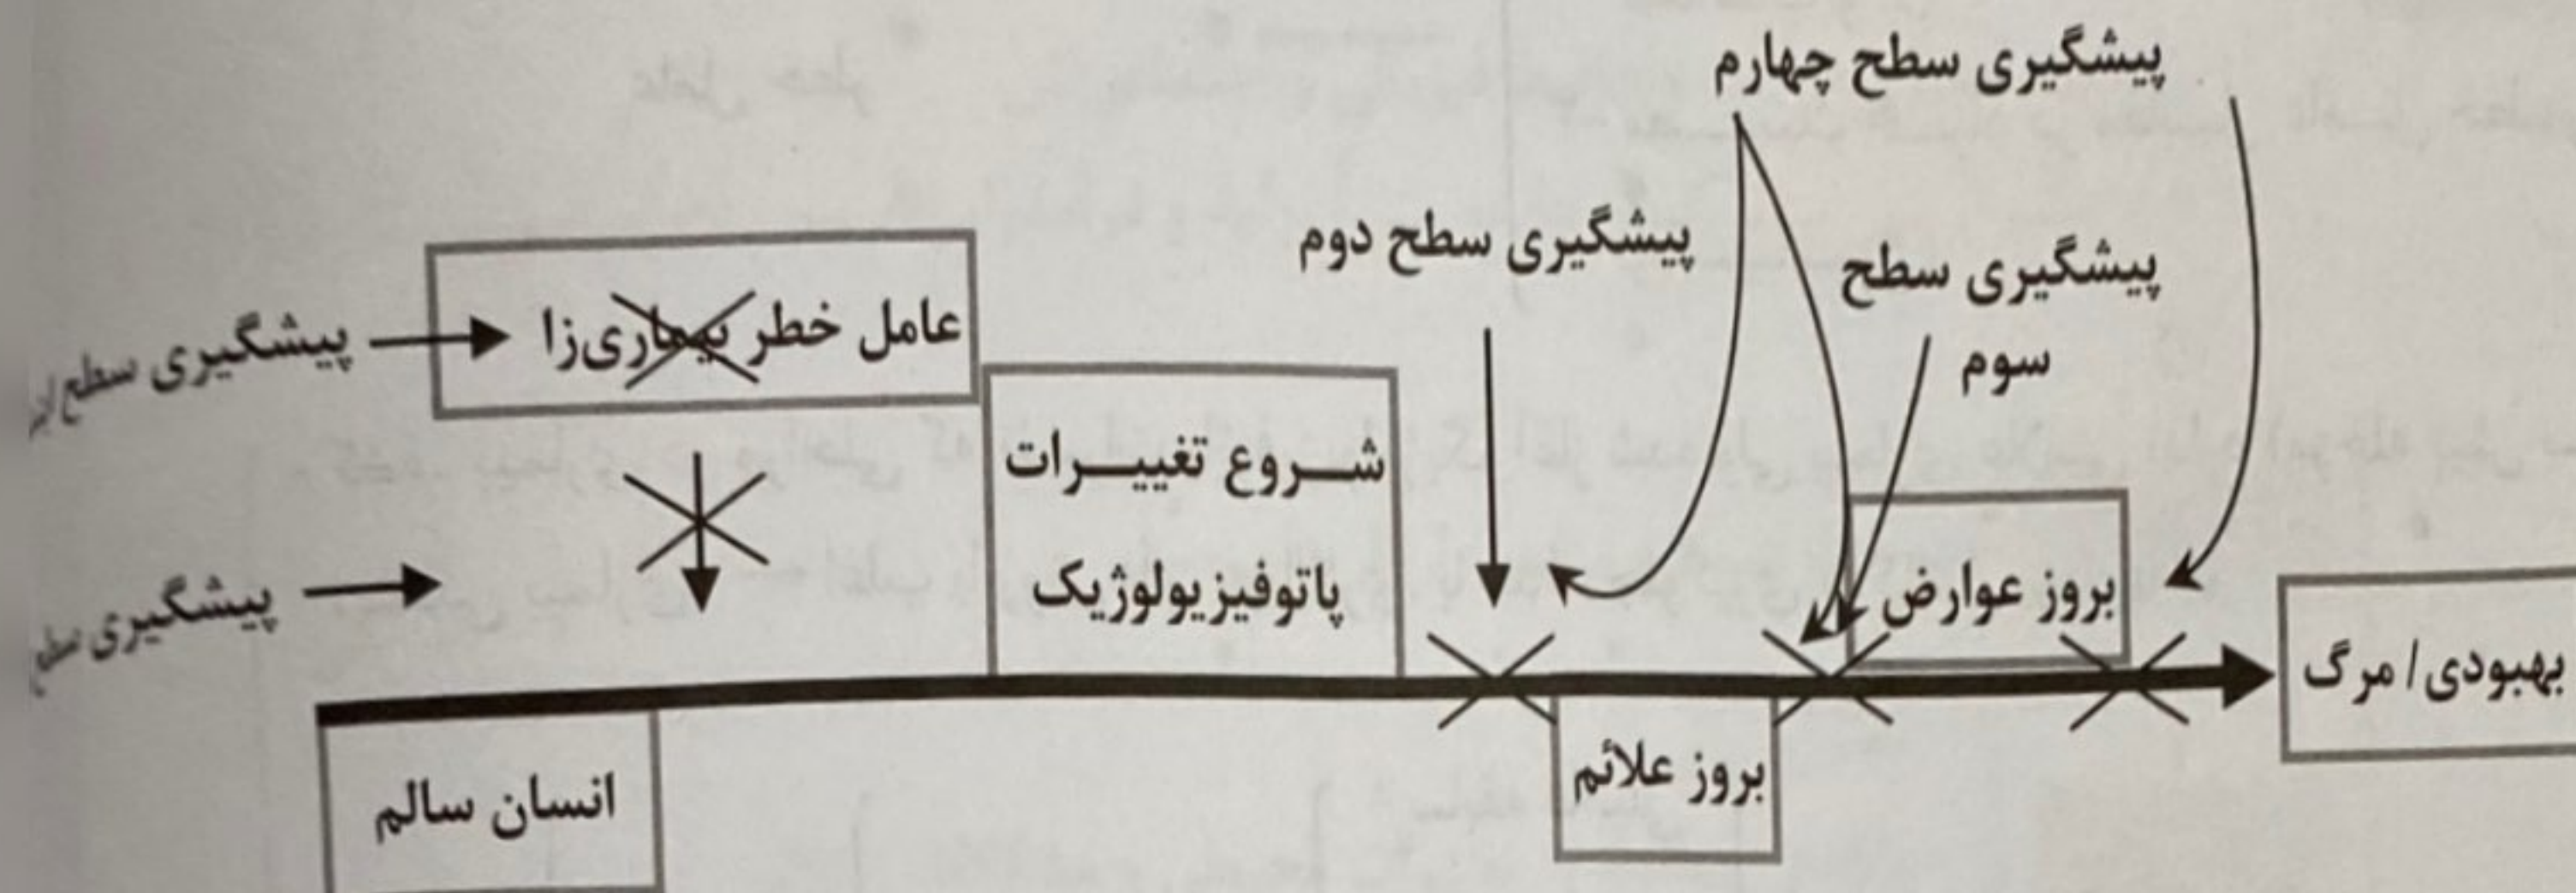 پیشگیری سطح چهارم
پیشگیری سطح دوم
پیشگیری سطح
سوم
عامل خطر بیماری‌زا
پیشگیری سطح
شروع تغییرات
پاتوفیزیولوژیک
پیشگیری
بروز عوارض
بهبودی / مرگ
بروز علائم
انسان سالم